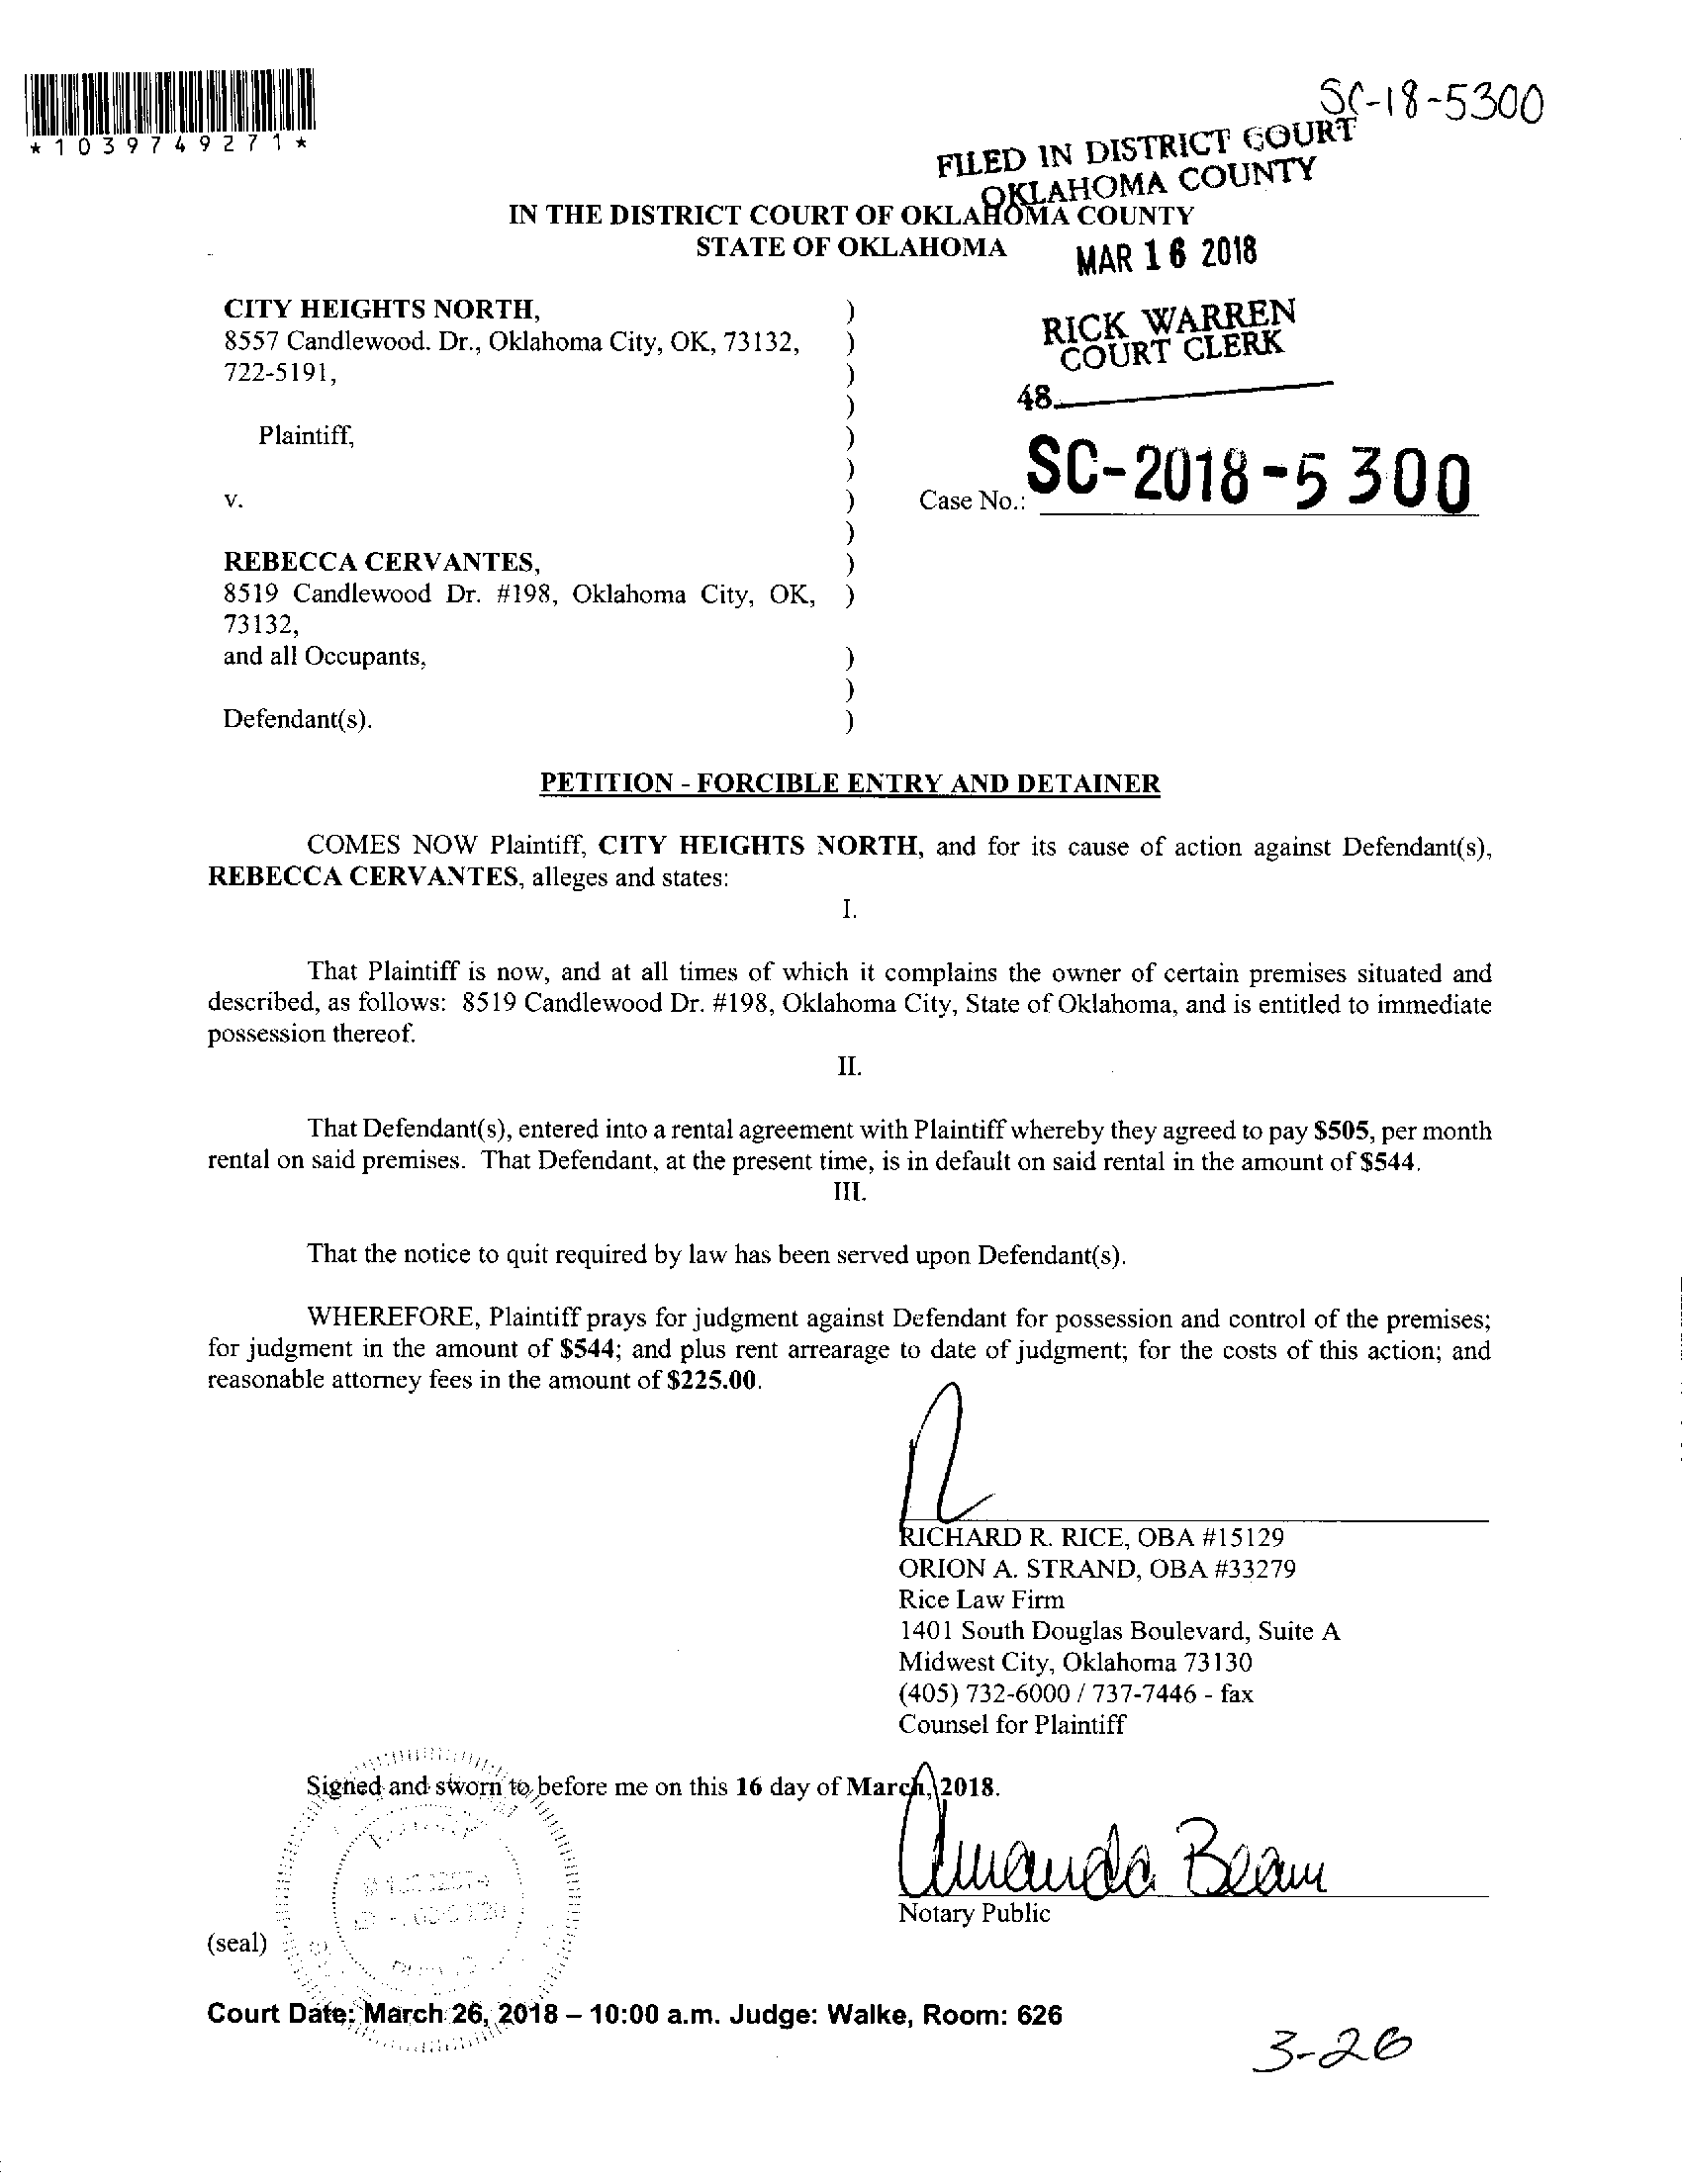 *1039749271*
SC-18-5300
FILED IN DISTRICT COURT
OKLAHOMA COUNTY
IN THE DISTRICT COURT OF OKLAHOMA COUNTY
STATE OF OKLAHOMA
MAR 16 2018
RICK WARREN
COURT CLERK
48
CITY HEIGHTS NORTH, )
8557 Candlewood. Dr., Oklahoma City, OK, 73132, )
722-5191, )
)
Plaintiff, )
)
v. ) Case No.: SC-2018-5300
)
REBECCA CERVANTES, )
8519 Candlewood Dr. #198, Oklahoma City, OK, )
73132,
and all Occupants, )
)
Defendant(s). )
PETITION - FORCIBLE ENTRY AND DETAINER
COMES NOW Plaintiff, CITY HEIGHTS NORTH, and for its cause of action against Defendant(s),
REBECCA CERVANTES, alleges and states:
I.
That Plaintiff is now, and at all times of which it complains the owner of certain premises situated and
described, as follows: 8519 Candlewood Dr. #198, Oklahoma City, State of Oklahoma, and is entitled to immediate
possession thereof.
II.
That Defendant(s), entered into a rental agreement with Plaintiff whereby they agreed to pay $505, per month
rental on said premises. That Defendant, at the present time, is in default on said rental in the amount of $544.
III.
That the notice to quit required by law has been served upon Defendant(s).
WHEREFORE, Plaintiff prays for judgment against Defendant for possession and control of the premises;
for judgment in the amount of $544; and plus rent arrearage to date of judgment; for the costs of this action; and
reasonable attorney fees in the amount of $225.00.
RICHARD R. RICE, OBA #15129
ORION A. STRAND, OBA #33279
Rice Law Firm
1401 South Douglas Boulevard, Suite A
Midwest City, Oklahoma 73130
(405) 732-6000 / 737-7446 - fax
Counsel for Plaintiff
Signed and sworn to before me on this 16 day of March, 2018.
Amanda Beam
Notary Public
(seal)
Court Date: March 26, 2018 – 10:00 a.m. Judge: Walke, Room: 626
3-26